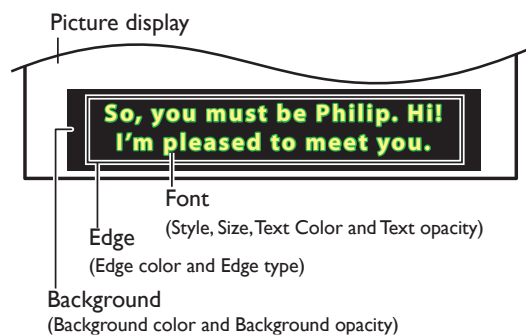 Picture display
So, you must be Philip. Hi!
I'm pleased to meet you.
Font
(Style, Size, Text Color and Text opacity)
Edge
(Edge color and Edge type)
Background
(Background color and Background opacity)